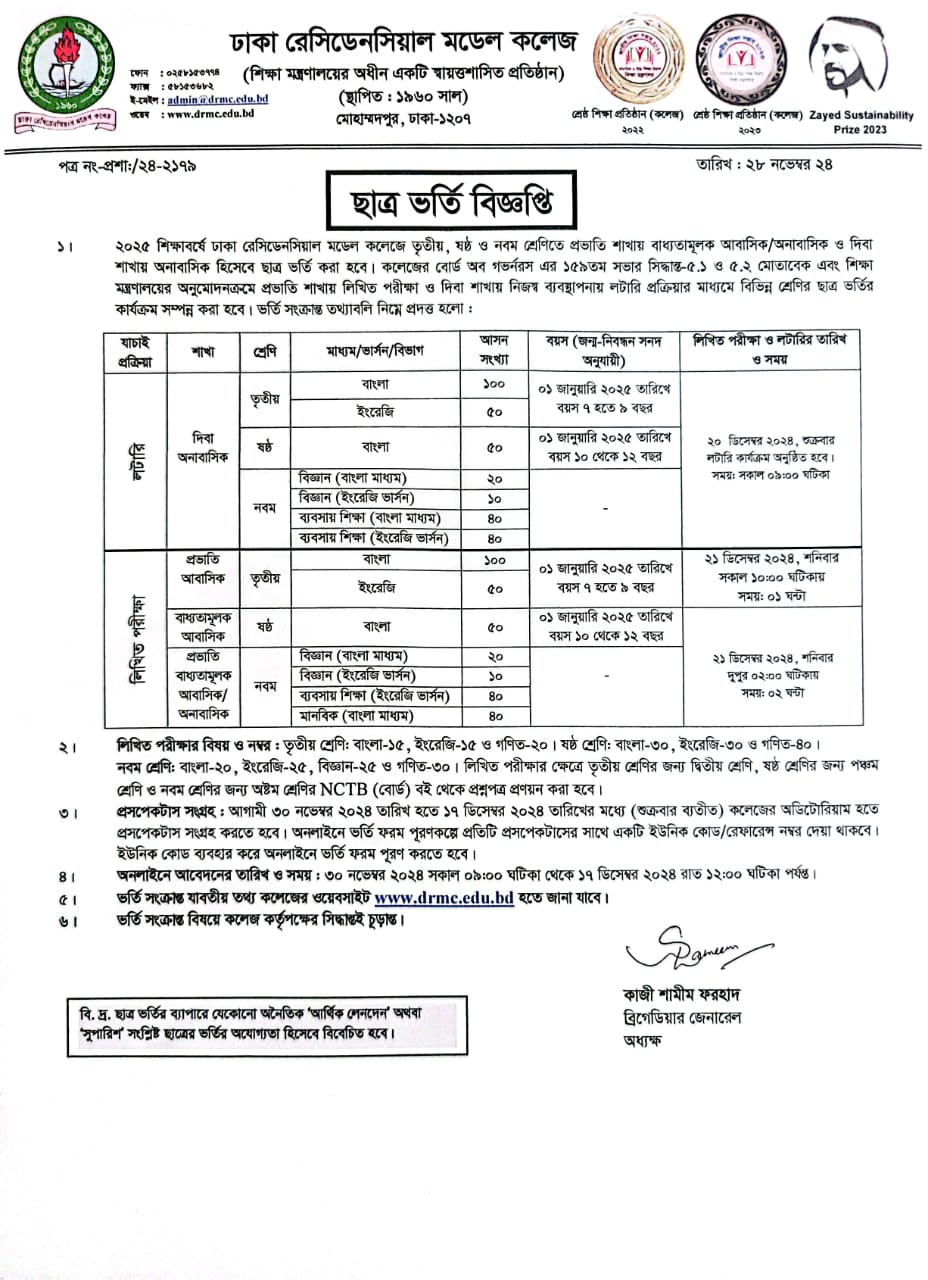 ঢাকা রেসিডেনসিয়াল মডেল কলেজ
(শিক্ষা মন্ত্রণালয়ের অধীন একটি স্বায়ত্তশাসিত প্রতিষ্ঠান)
(স্থাপিত : ১৯৬০ সাল)
মোহাম্মদপুর, ঢাকা-১২০৭
১৯৬০
ঢাকা রেসিডেনসিয়াল মডেল কলেজ
ফোন : ০২৫৮১৫৩৭৭৪
ফ্যাক্স : ৫৮১৫৩৬৮২
ই-মেইল : admin@drmc.edu.bd
ওয়েব : www.drmc.edu.bd
শ্রেষ্ঠ শিক্ষা প্রতিষ্ঠান (কলেজ)
২০২২
শ্রেষ্ঠ শিক্ষা প্রতিষ্ঠান (কলেজ)
২০২৩
Zayed Sustainability
Prize 2023
পত্র নং-প্রশা:/২৪-২১৭৯
তারিখ : ২৮ নভেম্বর ২৪
ছাত্র ভর্তি বিজ্ঞপ্তি
১। ২০২৫ শিক্ষাবর্ষে ঢাকা রেসিডেনসিয়াল মডেল কলেজে তৃতীয়, ষষ্ঠ ও নবম শ্রেণিতে প্রভাতি শাখায় বাধ্যতামূলক আবাসিক/অনাবাসিক ও দিবা
শাখায় অনাবাসিক হিসেবে ছাত্র ভর্তি করা হবে। কলেজের বোর্ড অব গভর্নরস এর ১৫৯তম সভার সিদ্ধান্ত-৫.১ ও ৫.২ মোতাবেক এবং শিক্ষা
মন্ত্রণালয়ের অনুমোদনক্রমে প্রভাতি শাখায় লিখিত পরীক্ষা ও দিবা শাখায় নিজস্ব ব্যবস্থাপনায় লটারি প্রক্রিয়ার মাধ্যমে বিভিন্ন শ্রেণির ছাত্র ভর্তির
কার্যক্রম সম্পন্ন করা হবে। ভর্তি সংক্রান্ত তথ্যাবলি নিম্নে প্রদত্ত হলো :
যাচাই প্রক্রিয়া শাখা শ্রেণি মাধ্যম/ভার্সন/বিভাগ আসন সংখ্যা বয়স (জন্ম-নিবন্ধন সনদ অনুযায়ী) লিখিত পরীক্ষা ও লটারির তারিখ ও সময়
লটারি
দিবা
অনাবাসিক
তৃতীয়
বাংলা ১০০
ইংরেজি ৫০
০১ জানুয়ারি ২০২৫ তারিখে
বয়স ৭ হতে ৯ বছর
ষষ্ঠ বাংলা ৫০
০১ জানুয়ারি ২০২৫ তারিখে
বয়স ১০ থেকে ১২ বছর
নবম
বিজ্ঞান (বাংলা মাধ্যম) ২০
বিজ্ঞান (ইংরেজি ভার্সন) ১০
ব্যবসায় শিক্ষা (বাংলা মাধ্যম) ৪০
ব্যবসায় শিক্ষা (ইংরেজি ভার্সন) ৪০
-
২০ ডিসেম্বর ২০২৪, শুক্রবার
লটারি কার্যক্রম অনুষ্ঠিত হবে।
সময়: সকাল ০৯:০০ ঘটিকা
লিখিত পরীক্ষা
প্রভাতি
আবাসিক
তৃতীয়
বাংলা ১০০
ইংরেজি ৫০
০১ জানুয়ারি ২০২৫ তারিখে
বয়স ৭ হতে ৯ বছর
২১ ডিসেম্বর ২০২৪, শনিবার
সকাল ১০:০০ ঘটিকায়
সময়: ০১ ঘন্টা
বাধ্যতামূলক
আবাসিক
ষষ্ঠ বাংলা ৫০
০১ জানুয়ারি ২০২৫ তারিখে
বয়স ১০ থেকে ১২ বছর
প্রভাতি
বাধ্যতামূলক
আবাসিক/
অনাবাসিক
নবম
বিজ্ঞান (বাংলা মাধ্যম) ২০
বিজ্ঞান (ইংরেজি ভার্সন) ১০
ব্যবসায় শিক্ষা (ইংরেজি ভার্সন) ৪০
মানবিক (বাংলা মাধ্যম) ৪০
-
২১ ডিসেম্বর ২০২৪, শনিবার
দুপুর ০২:০০ ঘটিকায়
সময়: ০২ ঘন্টা
২। লিখিত পরীক্ষার বিষয় ও নম্বর : তৃতীয় শ্রেণি: বাংলা-১৫, ইংরেজি-১৫ ও গণিত-২০। ষষ্ঠ শ্রেণি: বাংলা-৩০, ইংরেজি-৩০ ও গণিত-৪০।
নবম শ্রেণি: বাংলা-২০, ইংরেজি-২৫, বিজ্ঞান-২৫ ও গণিত-৩০। লিখিত পরীক্ষার ক্ষেত্রে তৃতীয় শ্রেণির জন্য দ্বিতীয় শ্রেণি, ষষ্ঠ শ্রেণির জন্য পঞ্চম
শ্রেণি ও নবম শ্রেণির জন্য অষ্টম শ্রেণির NCTB (বোর্ড) বই থেকে প্রশ্নপত্র প্রণয়ন করা হবে।
৩। প্রসপেকটাস সংগ্রহ : আগামী ৩০ নভেম্বর ২০২৪ তারিখ হতে ১৭ ডিসেম্বর ২০২৪ তারিখের মধ্যে (শুক্রবার ব্যতীত) কলেজের অডিটোরিয়াম হতে
প্রসপেকটাস সংগ্রহ করতে হবে। অনলাইনে ভর্তি ফরম পূরণকল্পে প্রতিটি প্রসপেকটাসের সাথে একটি ইউনিক কোড/রেফারেন্স নম্বর দেয়া থাকবে।
ইউনিক কোড ব্যবহার করে অনলাইনে ভর্তি ফরম পূরণ করতে হবে।
৪। অনলাইনে আবেদনের তারিখ ও সময় : ৩০ নভেম্বর ২০২৪ সকাল ০৯:০০ ঘটিকা থেকে ১৭ ডিসেম্বর ২০২৪ রাত ১২:০০ ঘটিকা পর্যন্ত।
৫। ভর্তি সংক্রান্ত যাবতীয় তথ্য কলেজের ওয়েবসাইট www.drmc.edu.bd হতে জানা যাবে।
৬। ভর্তি সংক্রান্ত বিষয়ে কলেজ কর্তৃপক্ষের সিদ্ধান্তই চূড়ান্ত।
কাজী শামীম ফরহাদ
ব্রিগেডিয়ার জেনারেল
অধ্যক্ষ
বি. দ্র. ছাত্র ভর্তির ব্যাপারে যেকোনো অনৈতিক ‘আর্থিক লেনদেন’ অথবা
‘সুপারিশ’ সংশ্লিষ্ট ছাত্রের ভর্তির অযোগ্যতা হিসেবে বিবেচিত হবে।